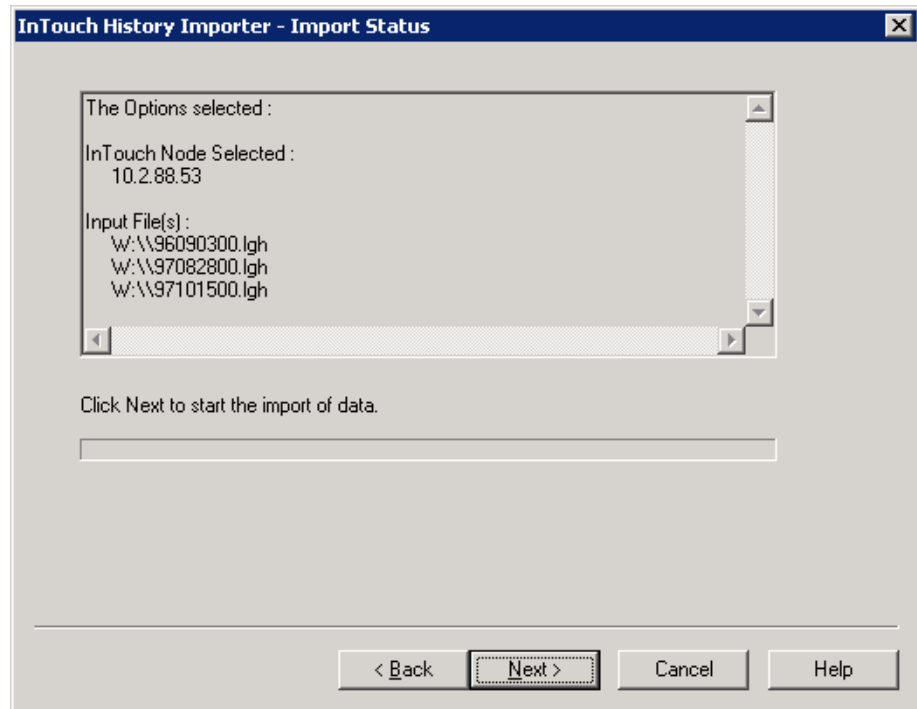 InTouch History Importer - Import Status
The Options selected :
InTouch Node Selected :
10.2.88.53
Input File(s) :
W:\\96090300.lgh
W:\\97082800.lgh
W:\\97101500.lgh
Click Next to start the import of data.
< Back Next > Cancel Help